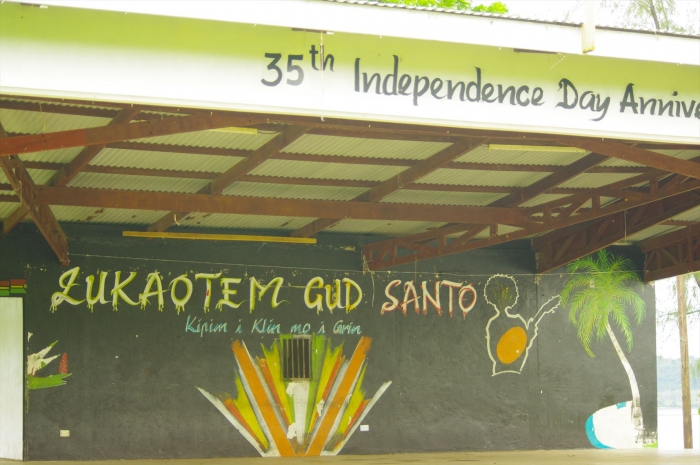 35th Independence Day Annive
LUKAOTEM GUD SANTO
Kipim i Klin mo i Grin